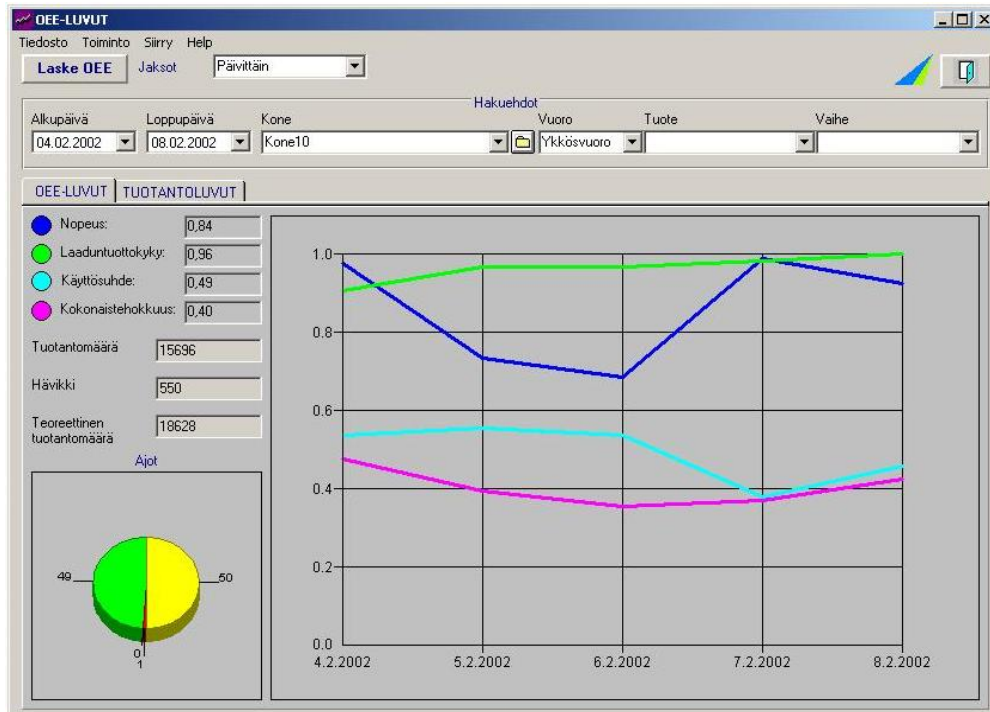 OEE-LUVUT
Tiedosto Toiminto Siirry Help
Laske OEE Jaksot Päivittäin
Hakuehdot
Alkupäivä Loppupäivä Kone Vuoro Tuote Vaihe
04.02.2002 08.02.2002 Kone10 Ykkösvuoro
OEE-LUVUT TUOTANTOLUVUT
Nopeus: 0,84
Laaduntuottokyky: 0,96
Käyttösuhde: 0,49
Kokonaistehokkuus: 0,40
Tuotantomäärä 15696
Hävikki 550
Teoreettinen
tuotantomäärä 18628
Ajot
49 50
0
1
1.0
0.8
0.6
0.4
0.2
0.0
4.2.2002 5.2.2002 6.2.2002 7.2.2002 8.2.2002